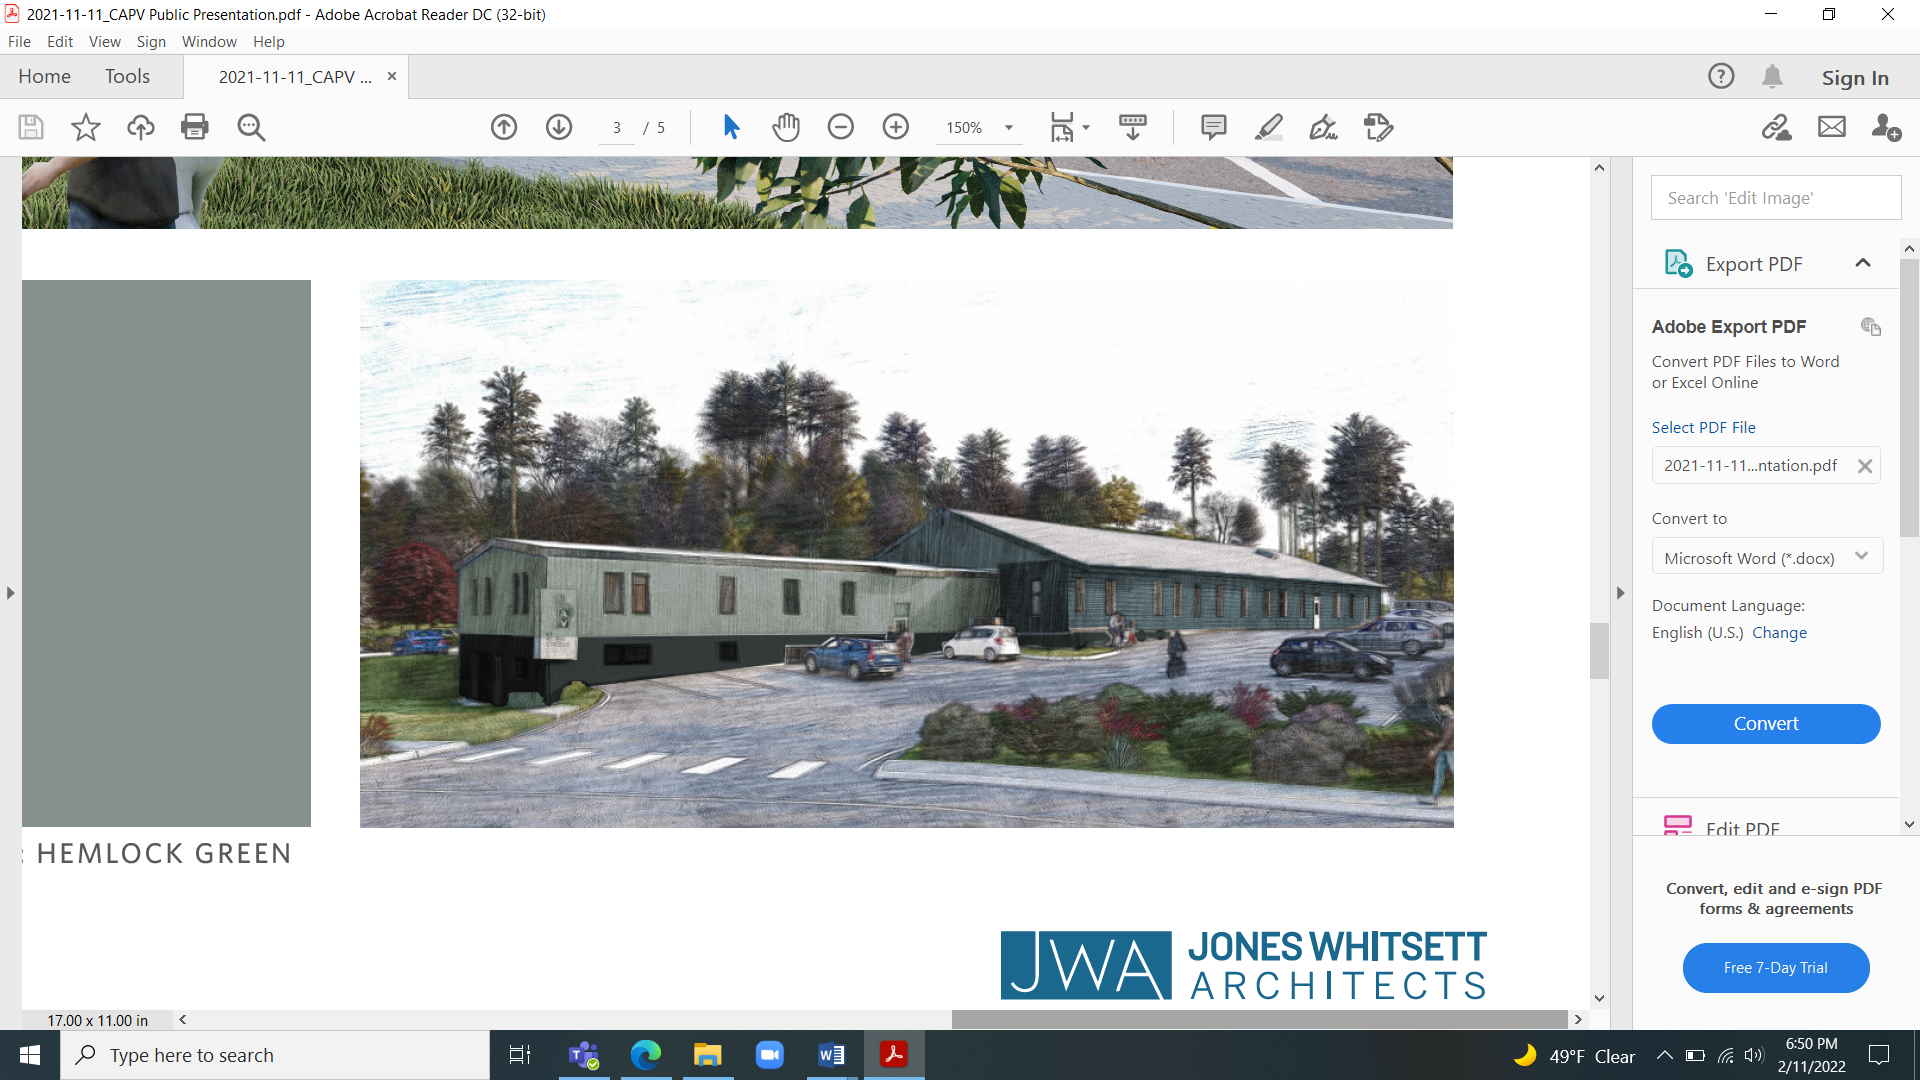 2021-11-11_CAPV Public Presentation.pdf - Adobe Acrobat Reader DC (32-bit)
File Edit View Sign Window Help
Home Tools 2021-11-11_CAPV ... Sign In
3 / 5 150%
Search 'Edit Image'
Export PDF
Adobe Export PDF
Convert PDF Files to Word
or Excel Online
Select PDF File
2021-11-11...ntation.pdf
Convert to
Microsoft Word (*.docx)
Document Language:
English (U.S.) Change
Convert
Edit PDF
Convert, edit and e-sign PDF
forms & agreements
Free 7-Day Trial
: HEMLOCK GREEN
JWA JONES WHITSETT
ARCHITECTS
17.00 x 11.00 in
Type here to search
49°F Clear
6:50 PM
2/11/2022